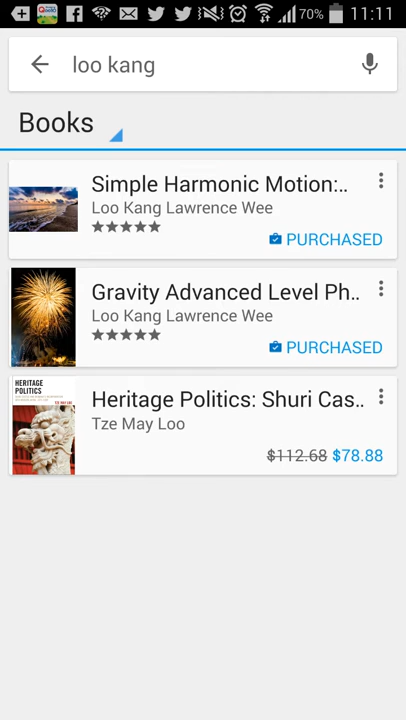 70% 11:11
loo kang
Books
Simple Harmonic Motion:..
Loo Kang Lawrence Wee
PURCHASED
Gravity Advanced Level Ph..
Loo Kang Lawrence Wee
PURCHASED
HERITAGE
POLITICS
TZE MAY LOO
Heritage Politics: Shuri Cas..
Tze May Loo
$112.68 $78.88